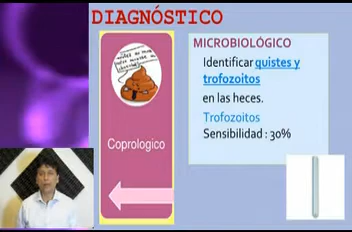 DIAGNÓSTICO
MICROBIOLÓGICO
Identificar quistes y
trofozoitos
en las heces.
Trofozoitos
Sensibilidad : 30%
Coprologico